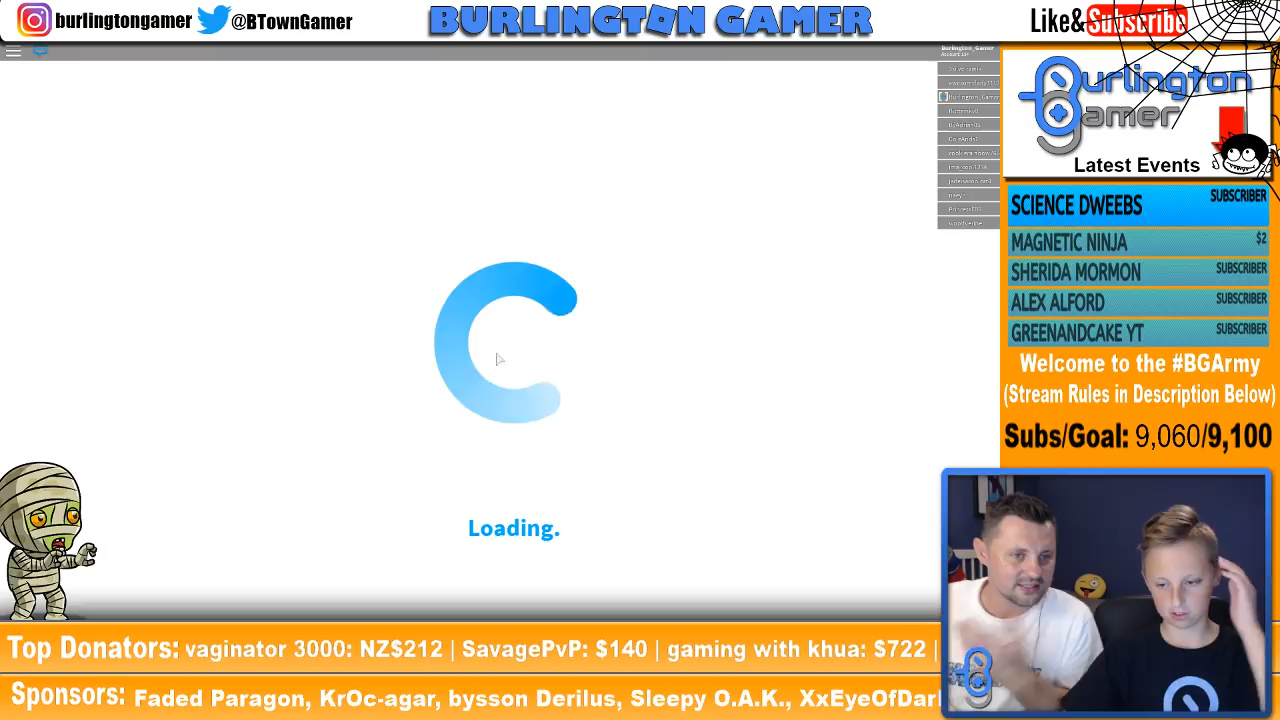 burlingtongamer @BTownGamer BURLINGTON GAMER Like& Subscribe
Burlington_Gamer
Burlington Gamer
Latest Events
SCIENCE DWEEBS SUBSCRIBER
MAGNETIC NINJA $2
SHERIDA MORMON SUBSCRIBER
ALEX ALFORD SUBSCRIBER
GREENANDCAKE YT SUBSCRIBER
Welcome to the #BGArmy
(Stream Rules in Description Below)
Subs/Goal: 9,060/9,100
Loading.
Top Donators: vaginator 3000: NZ$212 | SavagePvP: $140 | gaming with khua: $722 |
Sponsors: Faded Paragon, KrOc-agar, bysson Derilus, Sleepy O.A.K., XxEyeOfDar